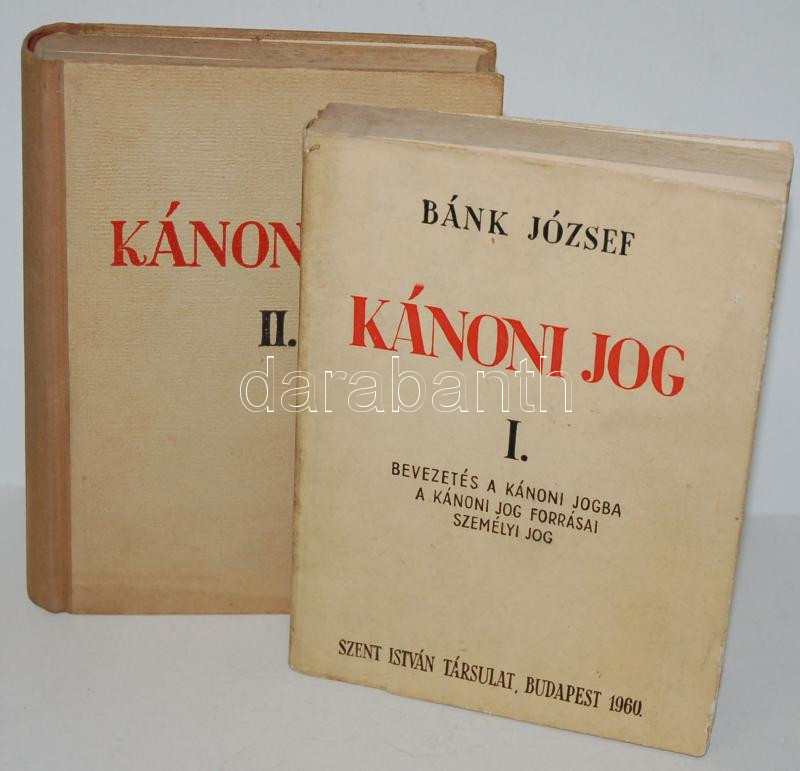 KÁNON
II.
BÁNK JÓZSEF
KÁNONI JOG
I.
BEVEZETÉS A KÁNONI JOGBA
A KÁNONI JOG FORRÁSAI
SZEMÉLYI JOG
SZENT ISTVÁN TÁRSULAT, BUDAPEST 1960.
darabanth